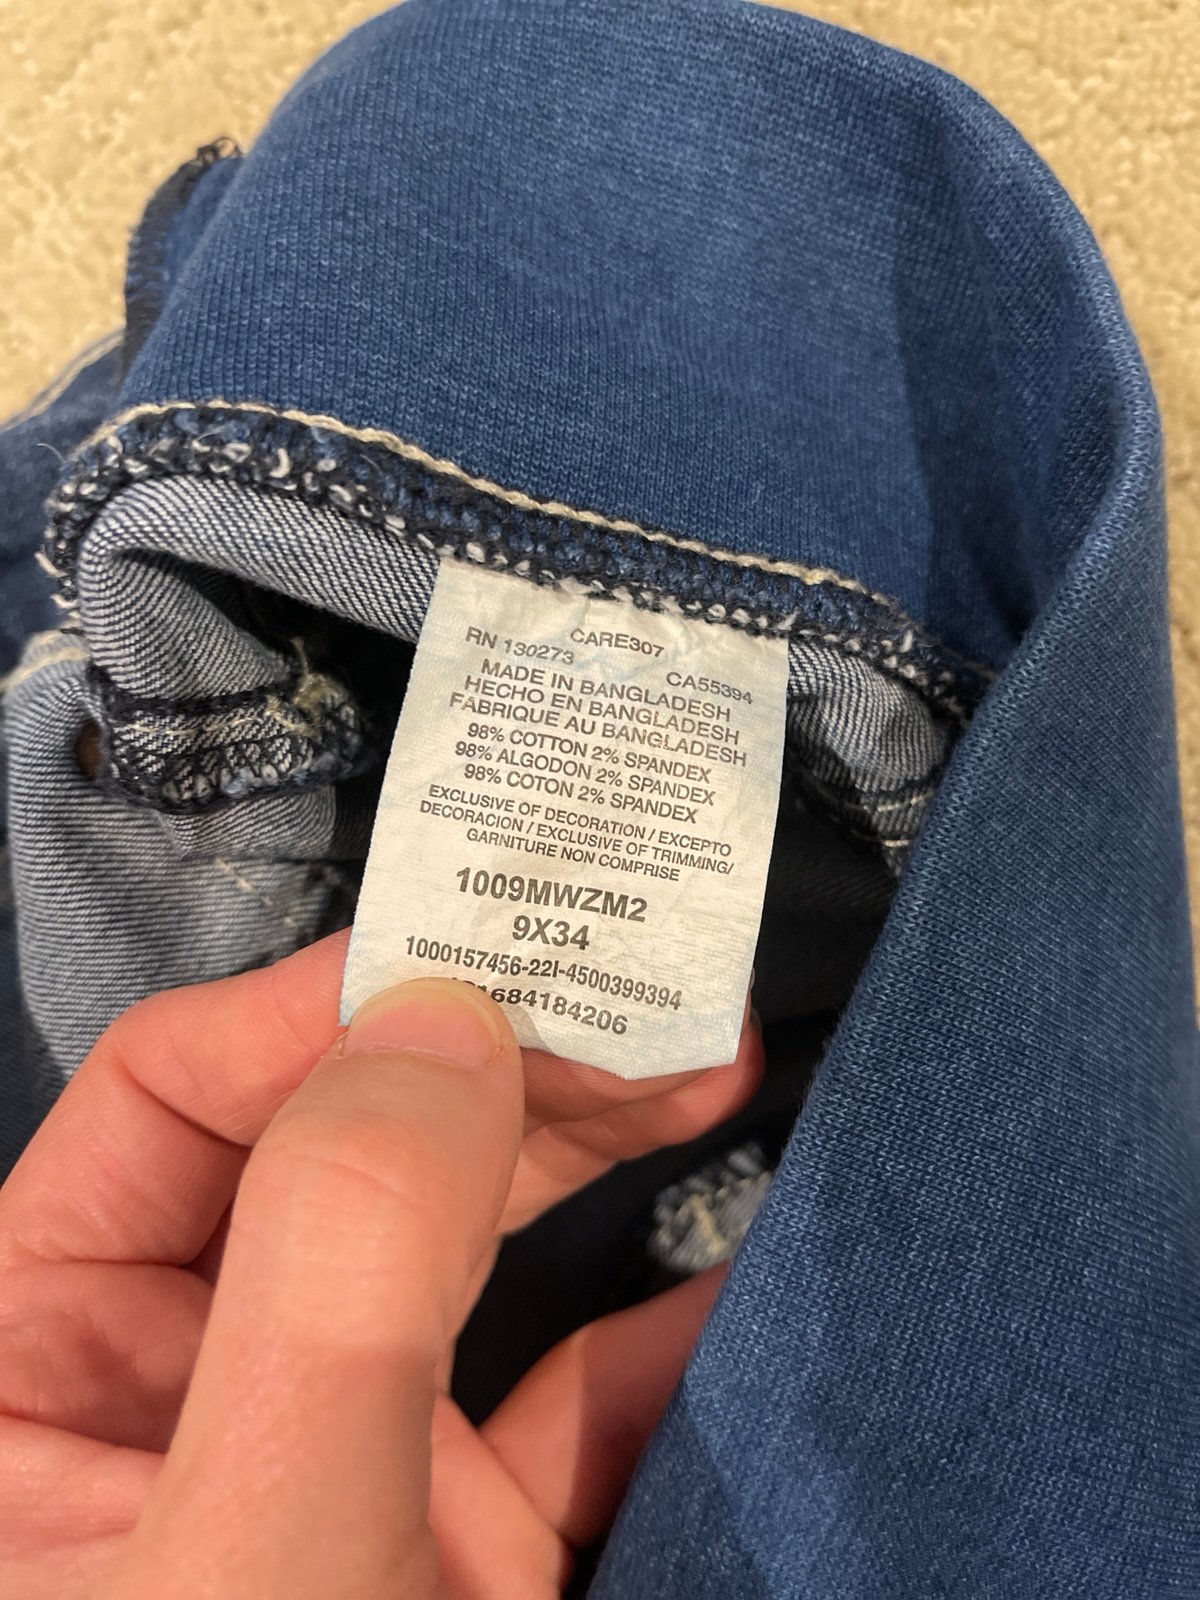 CARE307
RN 130273 CA55394
MADE IN BANGLADESH
HECHO EN BANGLADESH
FABRIQUE AU BANGLADESH
98% COTTON 2% SPANDEX
98% ALGODON 2% SPANDEX
98% COTON 2% SPANDEX
EXCLUSIVE OF DECORATION / EXCEPTO
DECORACION / EXCLUSIVE OF TRIMMING/
GARNITURE NON COMPRISE
1009MWZM2
9X34
1000157456-22I-4500399394